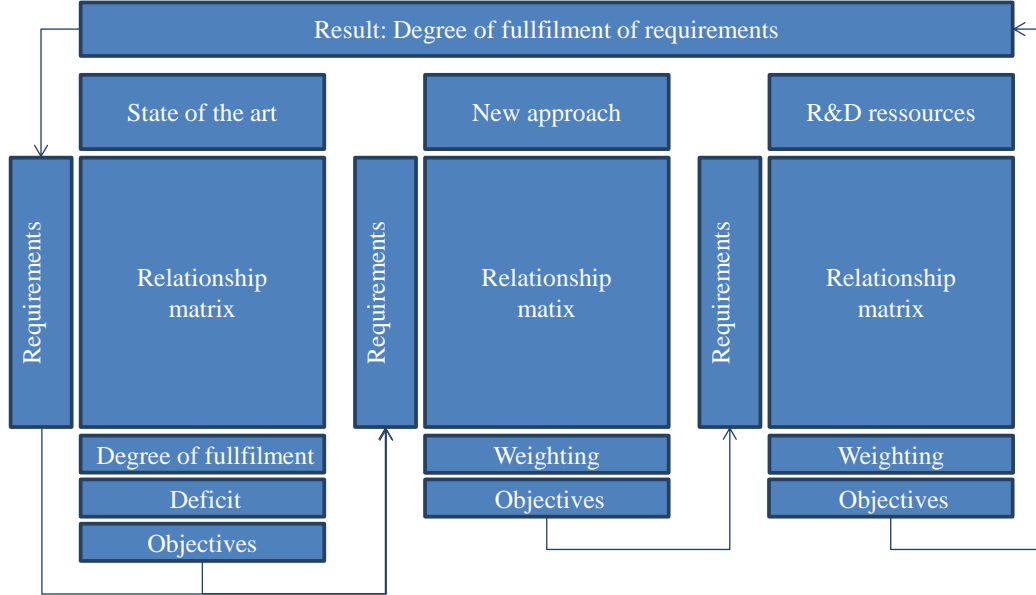 Result: Degree of fullfilment of requirements
State of the art
New approach
R&D ressources
Requirements
Relationship
matrix
Requirements
Relationship
matix
Requirements
Relationship
matrix
Degree of fullfilment
Weighting
Weighting
Deficit
Objectives
Objectives
Objectives